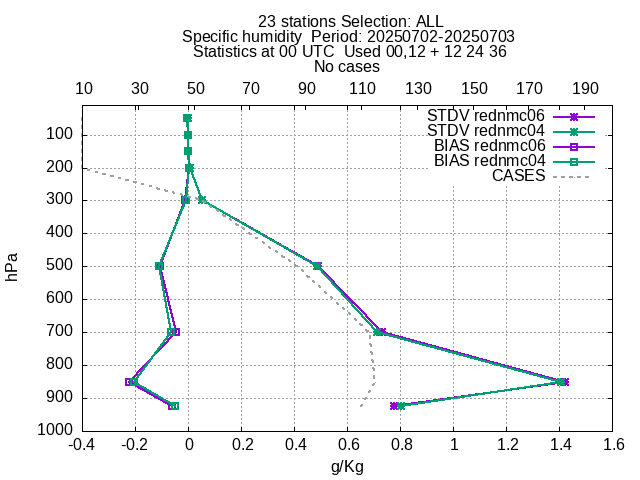 23 stations Selection: ALL
Specific humidity  Period: 20250702-20250703
Statistics at 00 UTC  Used 00,12 + 12 24 36
No cases
10 30 50 70 90 110 130 150 170 190
STDV rednmc06
STDV rednmc04
BIAS rednmc06
BIAS rednmc04
CASES
100
200
300
400
500
600
700
800
900
1000
hPa
-0.4 -0.2 0 0.2 0.4 0.6 0.8 1 1.2 1.4 1.6
g/Kg